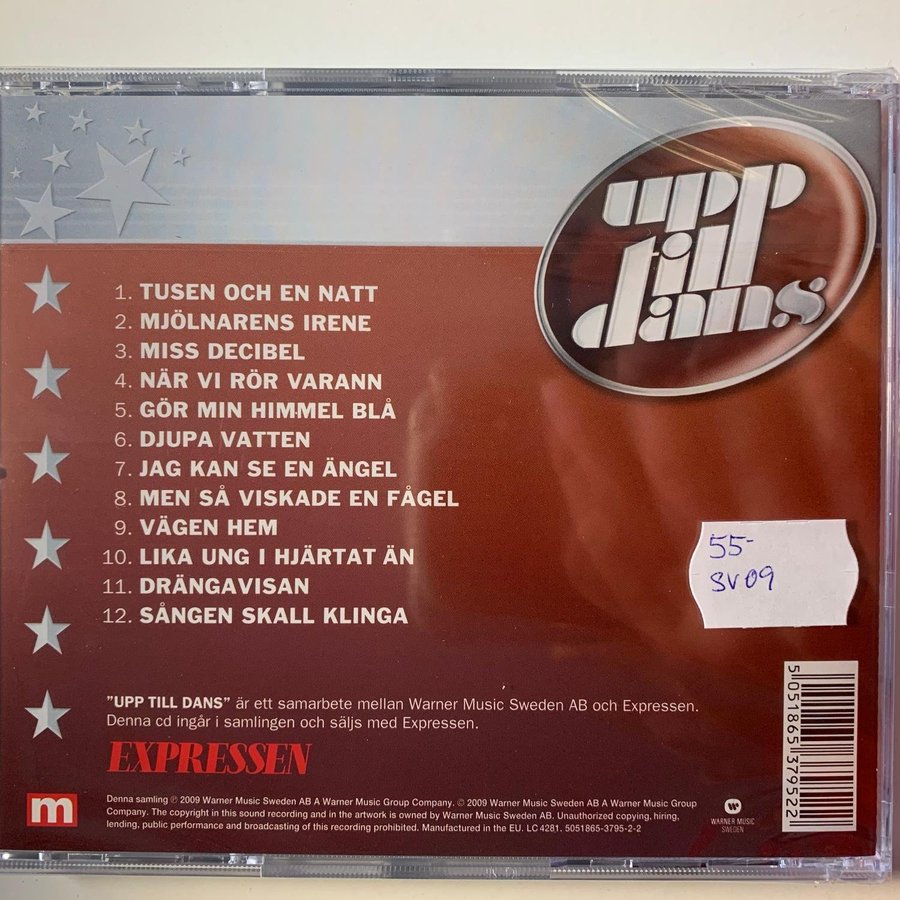 upp
till
dans
1. TUSEN OCH EN NATT
2. MJÖLNARENS IRENE
3. MISS DECIBEL
4. NÄR VI RÖR VARANN
5. GÖR MIN HIMMEL BLÅ
6. DJUPA VATTEN
7. JAG KAN SE EN ÄNGEL
8. MEN SÅ VISKADE EN FÅGEL
9. VÄGEN HEM
10. LIKA UNG I HJÄRTAT ÄN
11. DRÄNGAVISAN
12. SÅNGEN SKALL KLINGA
55-
SV09
"UPP TILL DANS" är ett samarbete mellan Warner Music Sweden AB och Expressen.
Denna cd ingår i samlingen och säljs med Expressen.
EXPRESSEN
m
Denna samling ℗ 2009 Warner Music Sweden AB A Warner Music Group Company. © 2009 Warner Music Sweden AB A Warner Music Group
Company. The copyright in this sound recording and in the artwork is owned by Warner Music Sweden AB. Unauthorized copying, hiring,
lending, public performance and broadcasting of this recording prohibited. Manufactured in the EU. LC 4281. 5051865-3795-2-2
WARNER MUSIC
SWEDEN
5 051865 379522